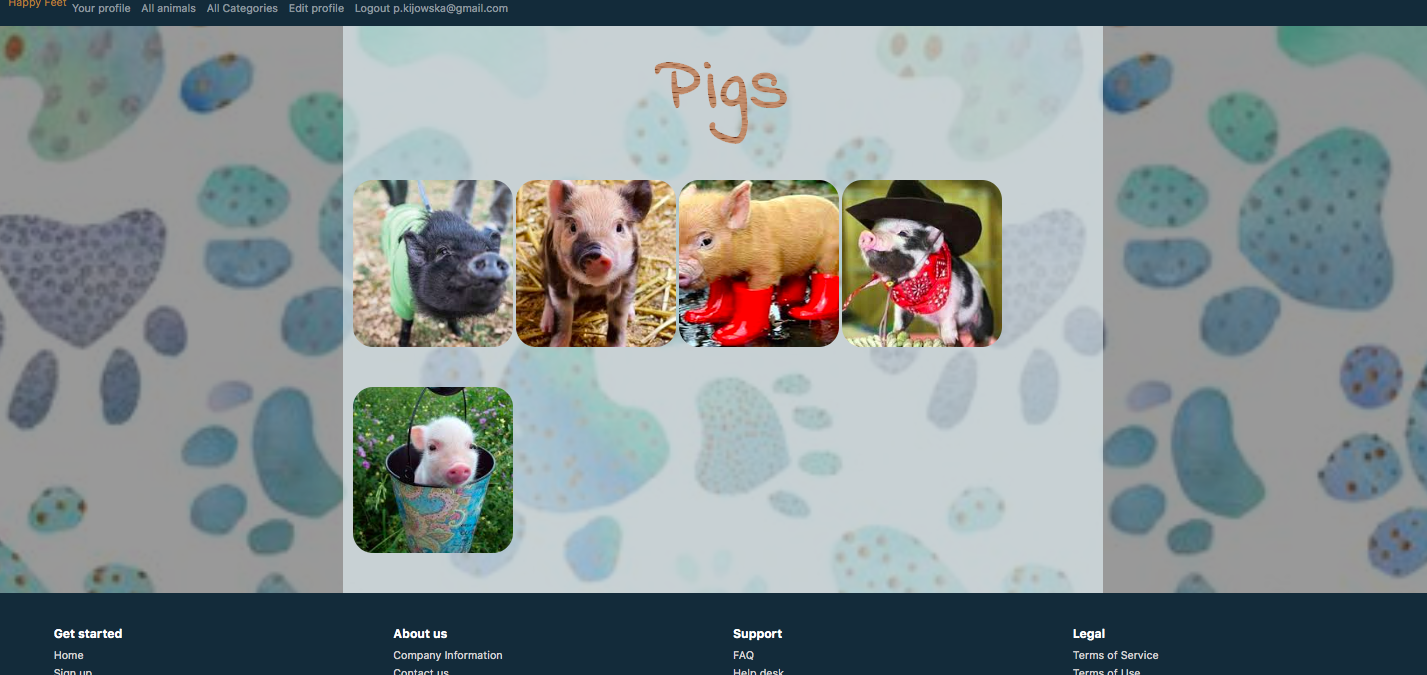 Happy Feet Your profile All animals All Categories Edit profile Logout p.kijowska@gmail.com
Pigs
Get started
Home
Sign up
About us
Company Information
Contact us
Support
FAQ
Help desk
Legal
Terms of Service
Terms of Use